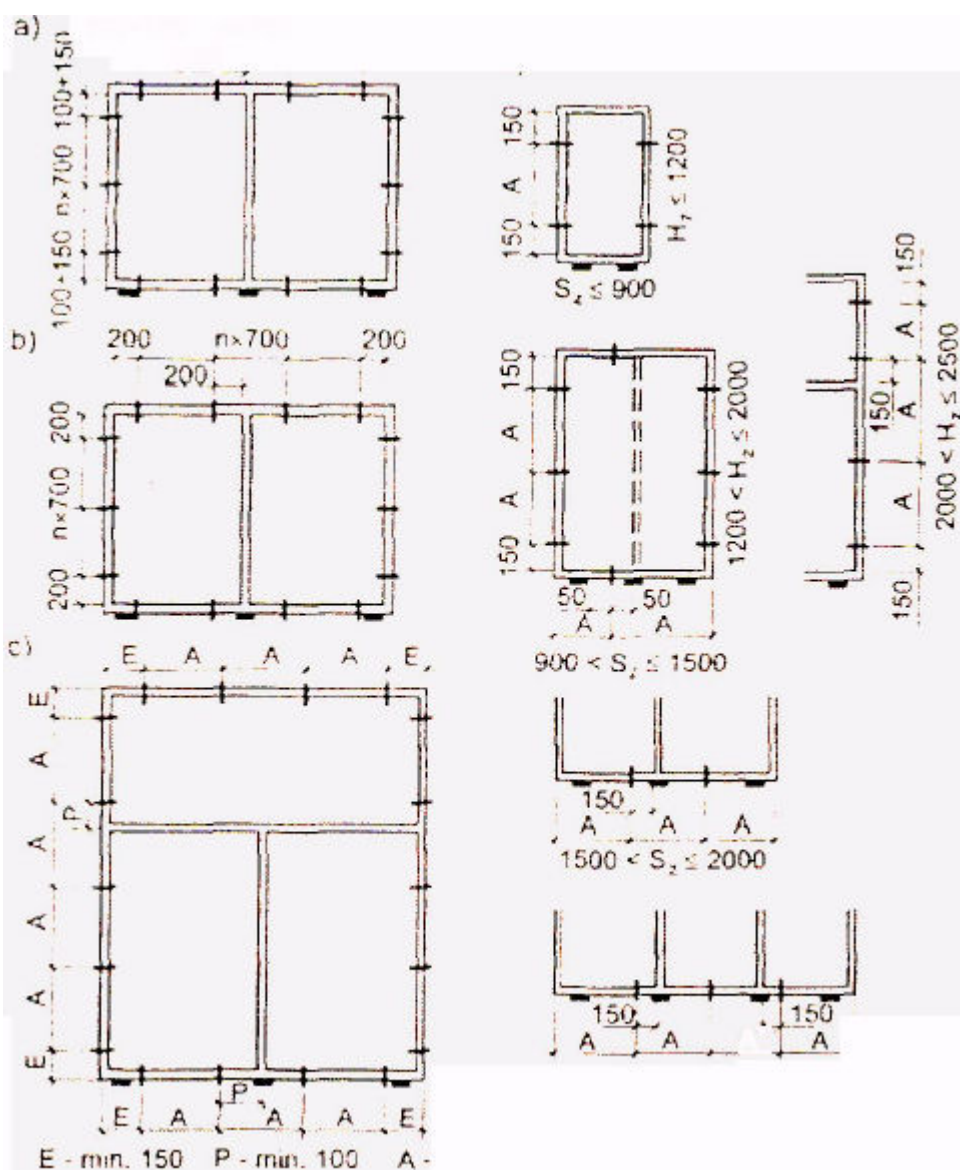 a)
100+150
n×700
100+150
150
A
150
H_z ≤ 1200
S_z ≤ 900
b)
200 n×700 200
200
200
n×700
200
150
A
A
150
1200 < H_z ≤ 2000
50 50
A A
900 < S_z ≤ 1500
150
A
150
A
A
150
2000 < H_z ≤ 2500
c)
E A A A E
E
A
P
A
A
A
E
P
E A A A E
150
A A A
1500 < S_z ≤ 2000
150 150
A A A A
E - min. 150 P - min. 100 A -